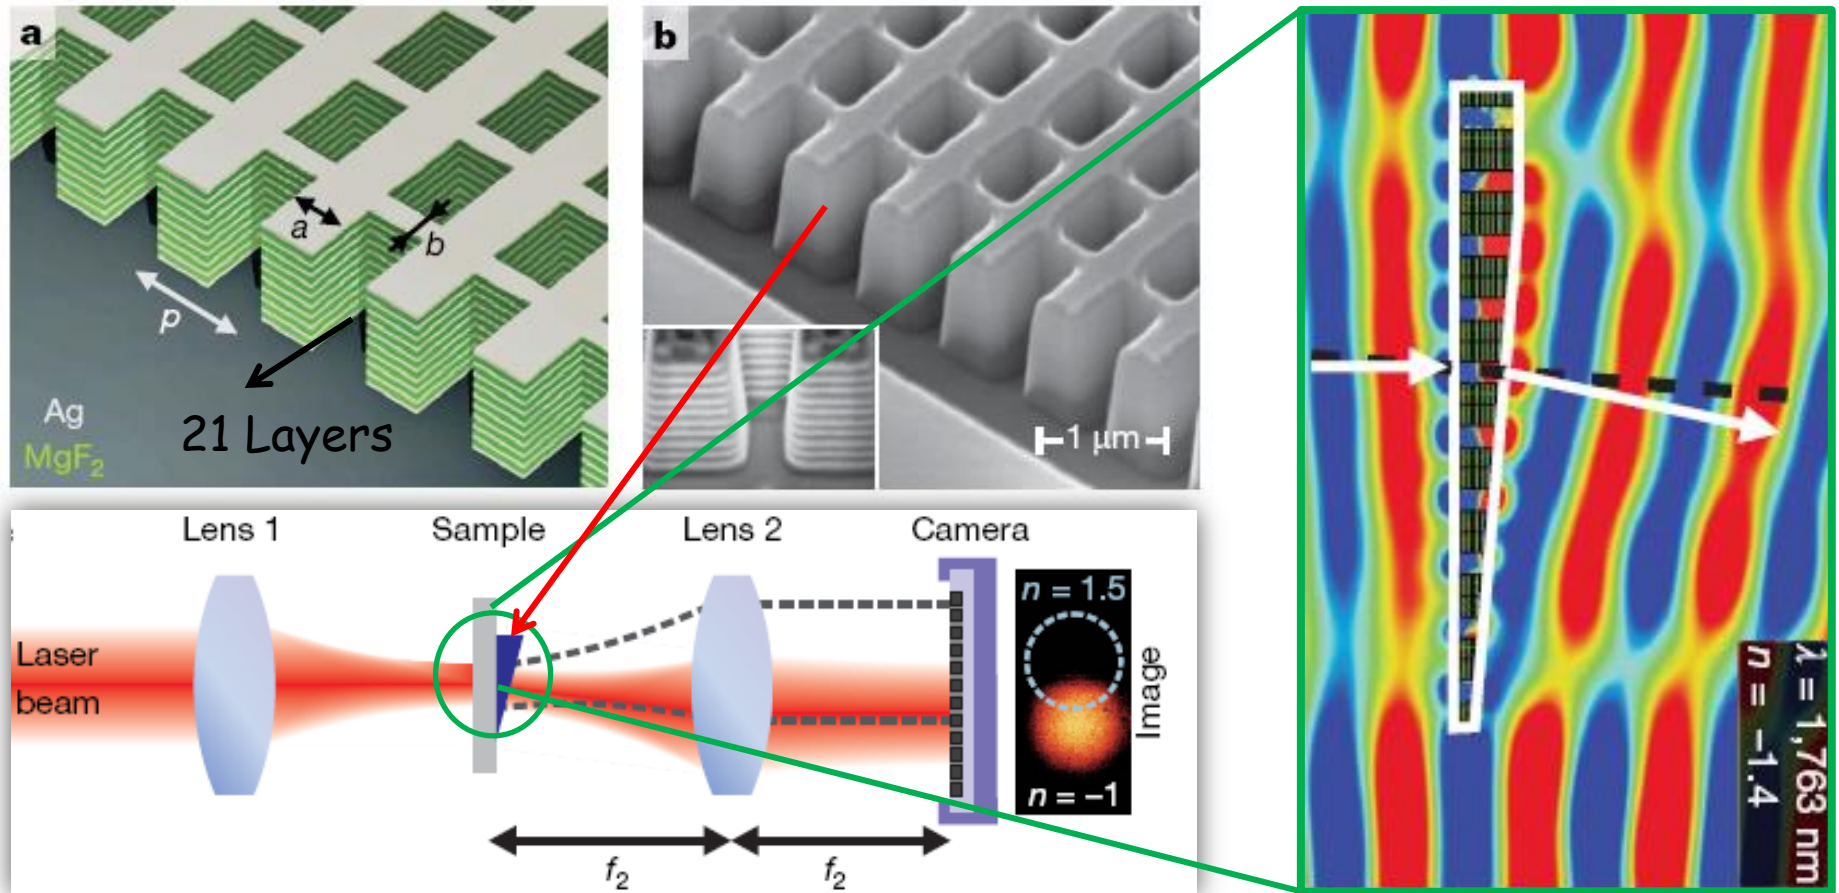 a
a
b
p
21 Layers
Ag
MgF₂
b
1 μm
Lens 1
Sample
Lens 2
Camera
Laser
beam
n = 1.5
n = −1
Image
f₂
f₂
λ = 1,763 nm
n = −1.4